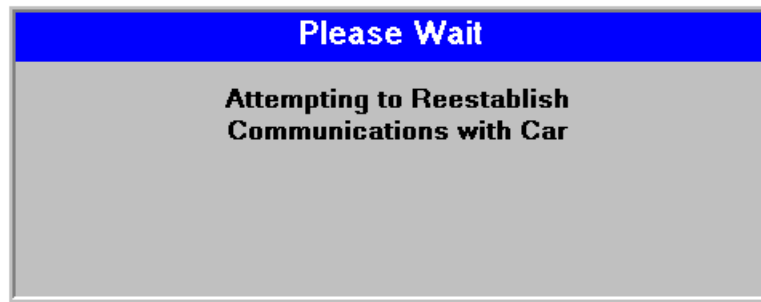 Please Wait
Attempting to Reestablish
Communications with Car